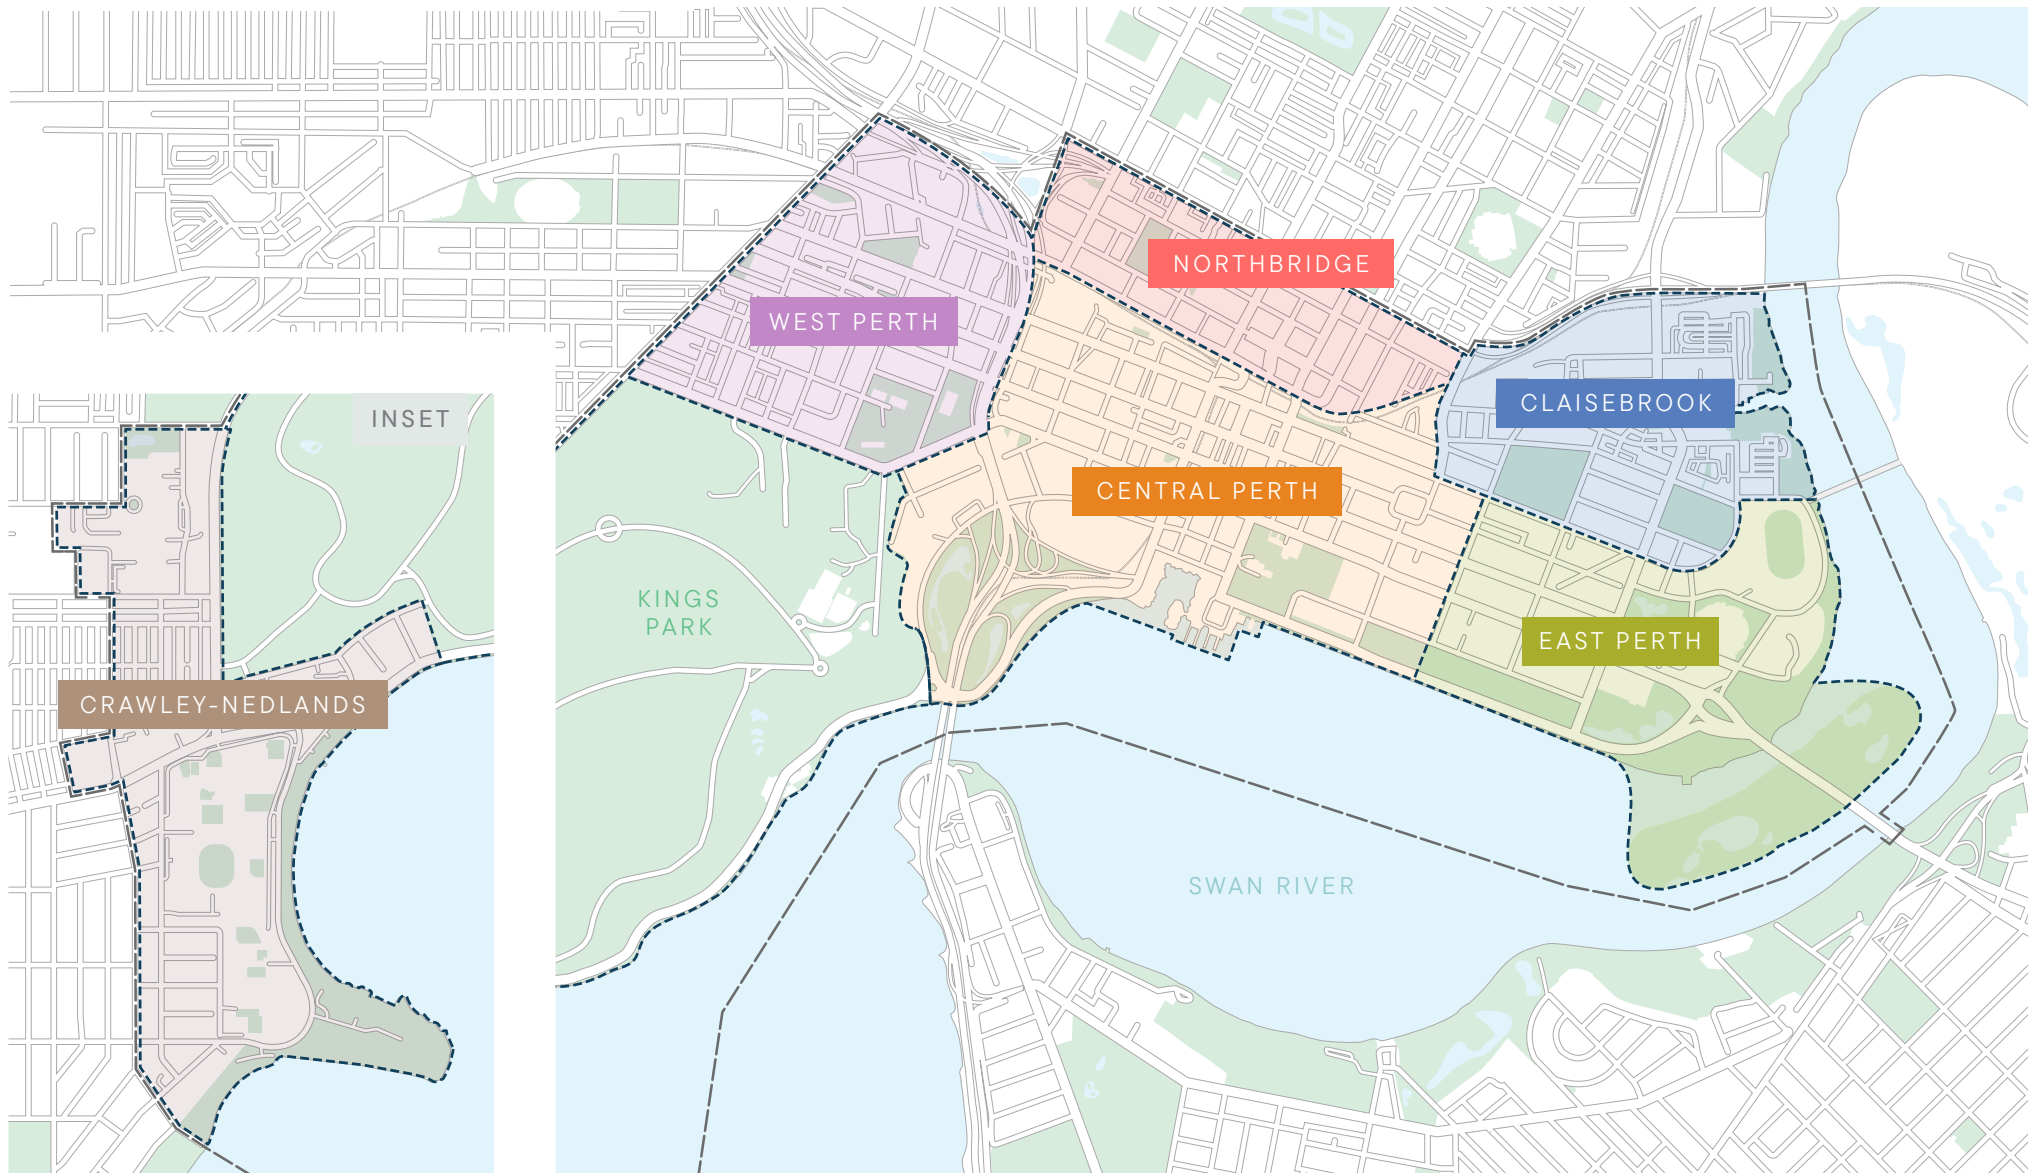 NORTHBRIDGE
WEST PERTH
CLAISEBROOK
INSET
CENTRAL PERTH
KINGS
PARK
EAST PERTH
CRAWLEY-NEDLANDS
SWAN RIVER